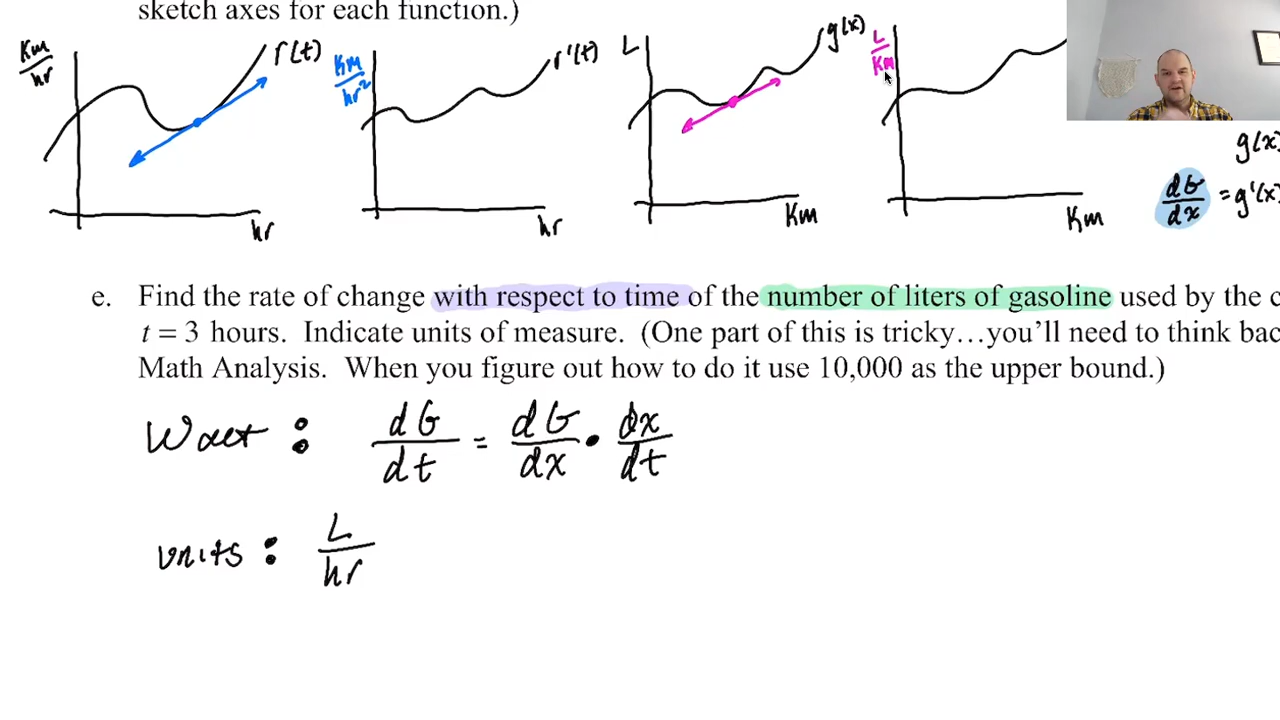 sketch axes for each function.)
Km/hr r(t) hr
Km/hr² r'(t) hr
L g(x) Km
L/Km Km
g(x)
dG/dx = g'(x)
e. Find the rate of change with respect to time of the number of liters of gasoline used by the
t = 3 hours. Indicate units of measure. (One part of this is tricky…you'll need to think
Math Analysis. When you figure out how to do it use 10,000 as the upper bound.)
Want : dG/dt = dG/dx • dx/dt
units : L/hr